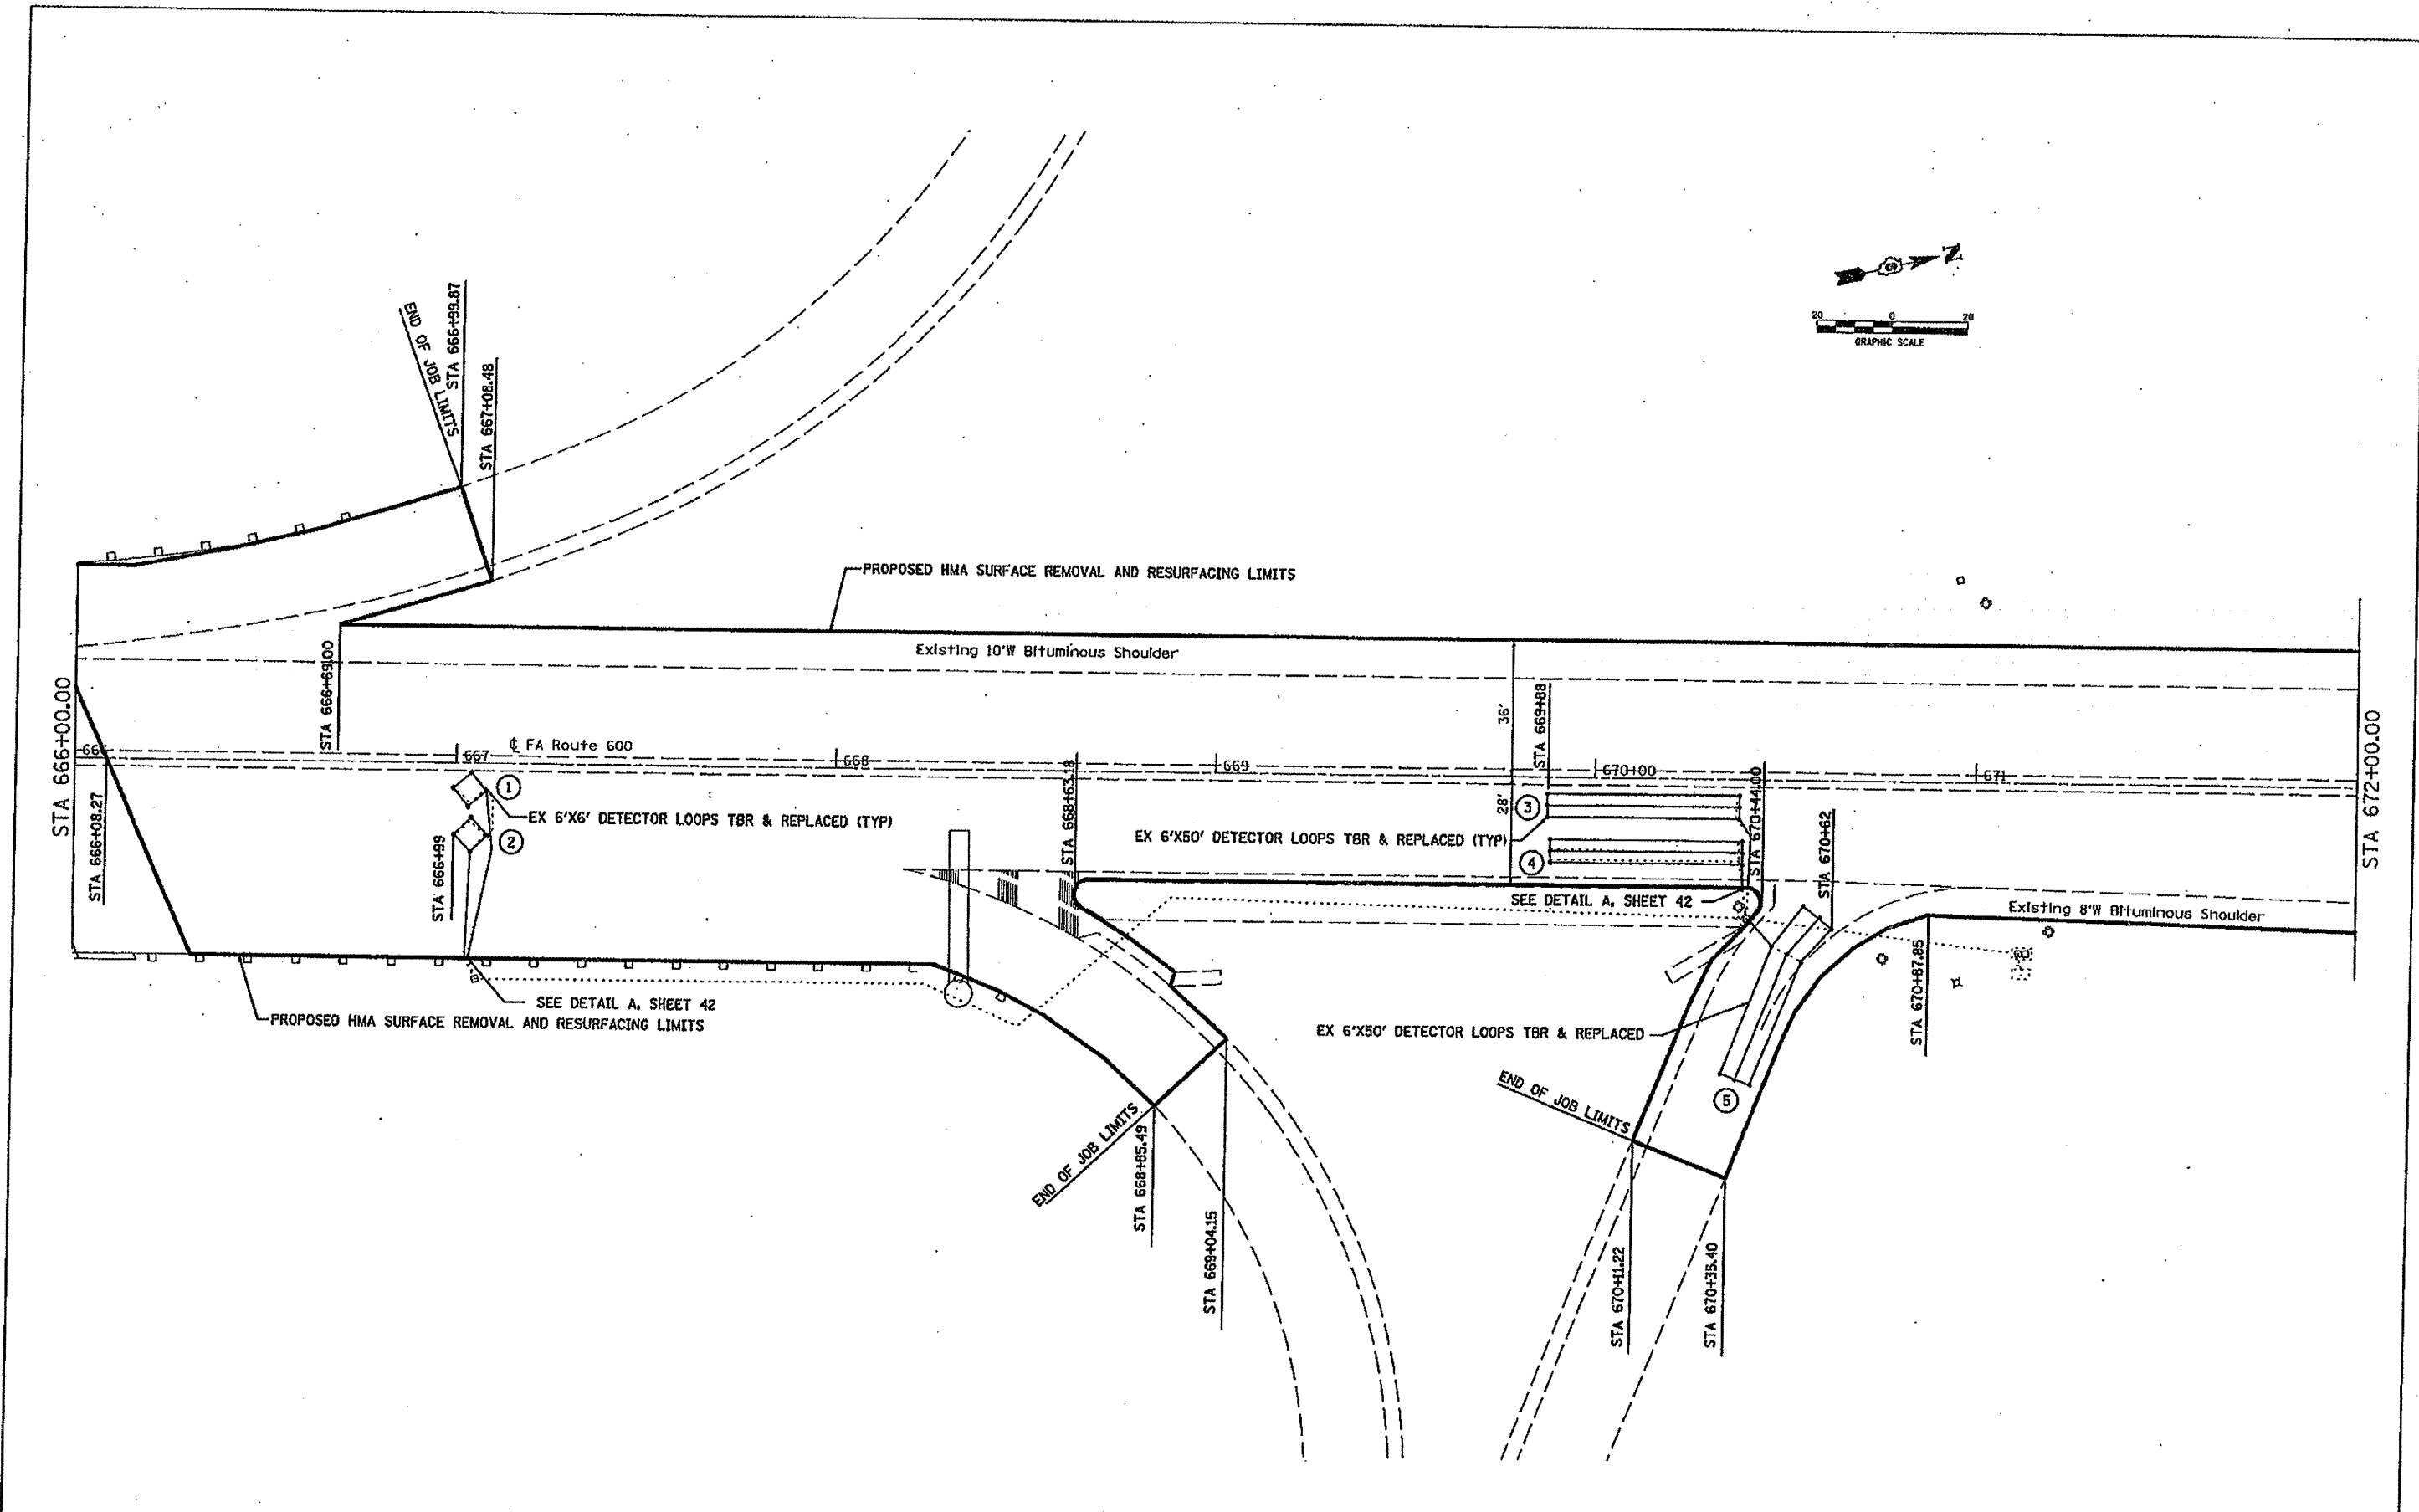 N
20 0 20
GRAPHIC SCALE
END OF JOB LIMITS
STA 666+99.87
STA 667+08.48
PROPOSED HMA SURFACE REMOVAL AND RESURFACING LIMITS
Existing 10'W Bituminous Shoulder
STA 666+00.00
STA 666+69.00
STA 666+08.27
666
667
℄ FA Route 600
668
669
670+00
671
36'
28'
STA 669+88
STA 672+00.00
1
2
EX 6'X6' DETECTOR LOOPS TBR & REPLACED (TYP)
STA 666+99
STA 668+63.18
3
4
EX 6'X50' DETECTOR LOOPS TBR & REPLACED (TYP)
STA 670+44.00
STA 670+62
SEE DETAIL A, SHEET 42
Existing 8'W Bituminous Shoulder
STA 670+87.85
SEE DETAIL A, SHEET 42
PROPOSED HMA SURFACE REMOVAL AND RESURFACING LIMITS
EX 6'X50' DETECTOR LOOPS TBR & REPLACED
5
END OF JOB LIMITS
END OF JOB LIMITS
STA 668+85.49
STA 669+04.15
STA 670+11.22
STA 670+35.40